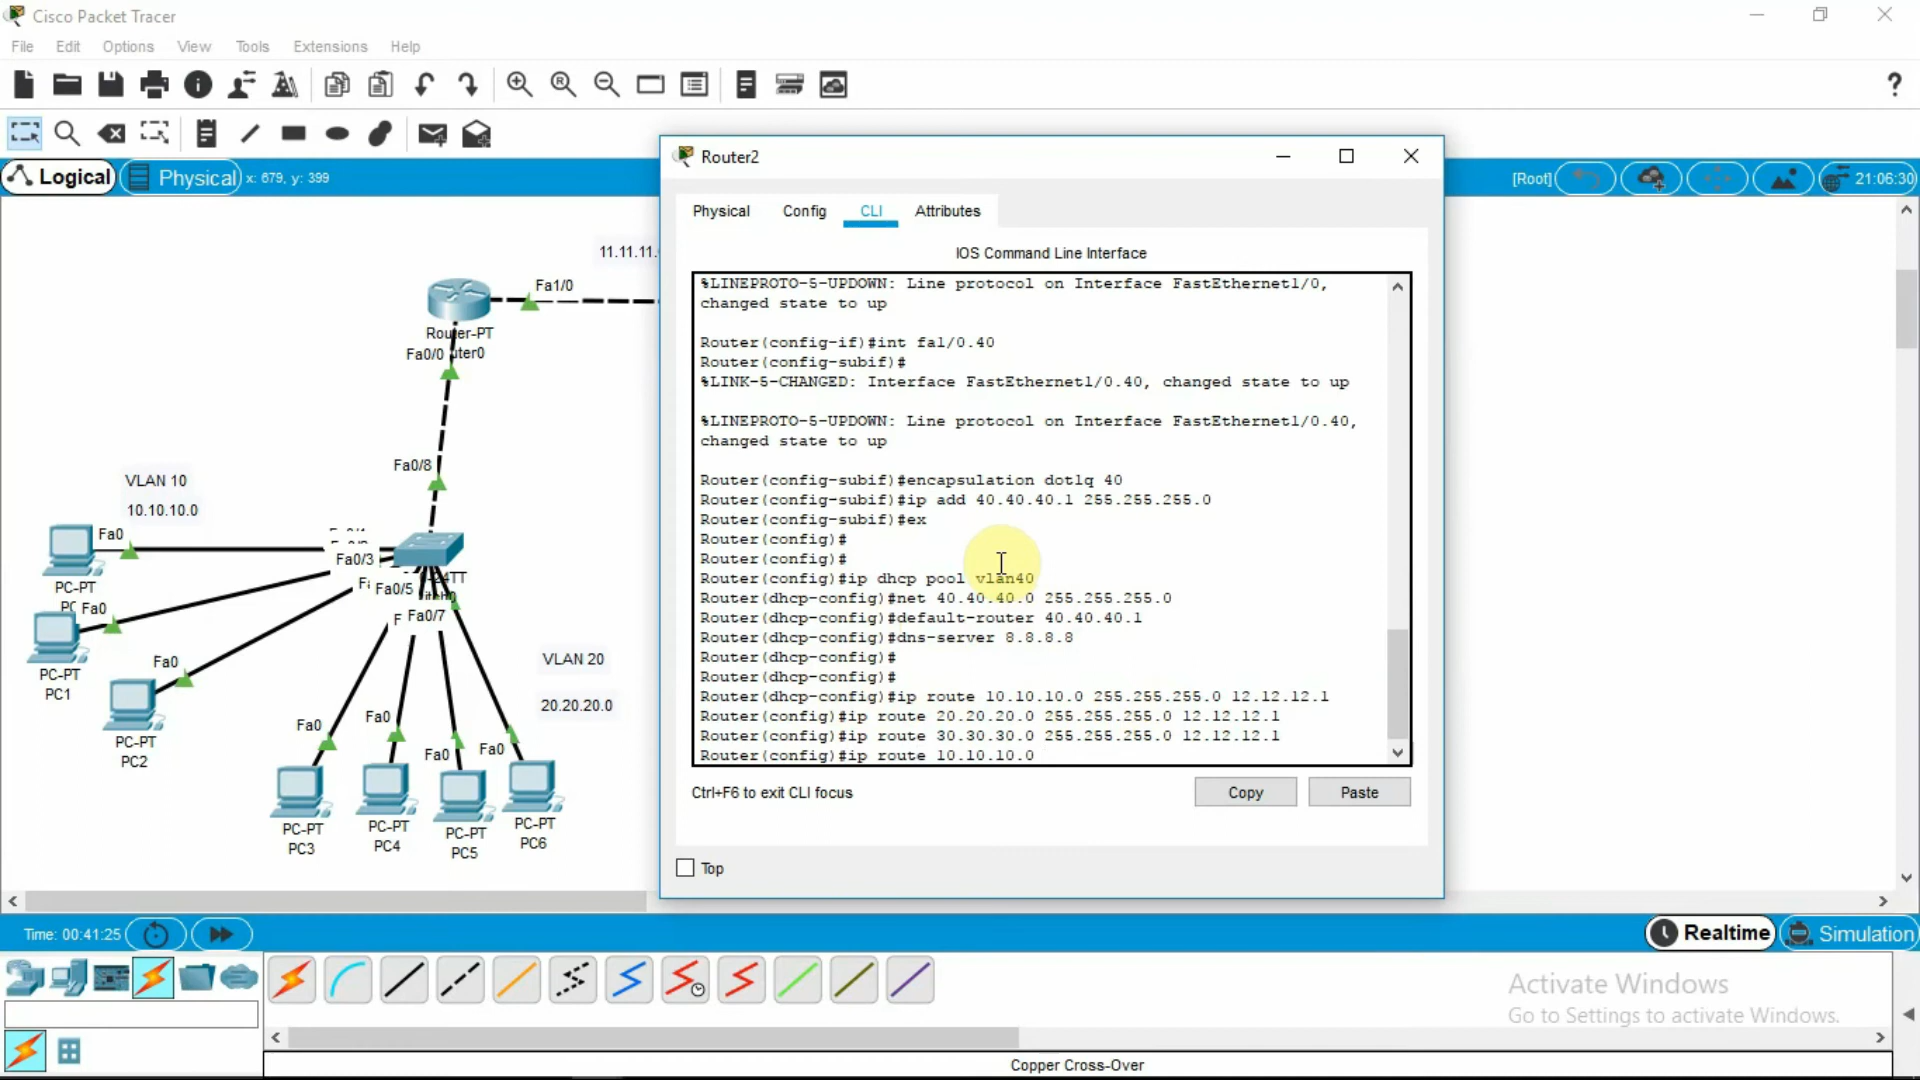 Cisco Packet Tracer
File Edit Options View Tools Extensions Help
Logical
Physical
x: 679, y: 399
[Root]
21:06:30
11.11.11.
Fa1/0
Router-PT
Fa0/0
uter0
Fa0/8
VLAN 10
10.10.10.0
Fa0
Fa0/3
24TT
Fa0/5
PC-PT
Fa0
F Fa0/7
PC-PT
PC1
Fa0
VLAN 20
20.20.20.0
PC-PT
PC2
Fa0
Fa0
Fa0
Fa0
PC-PT
PC3
PC-PT
PC4
PC-PT
PC5
PC-PT
PC6
Router2
Physical Config CLI Attributes
IOS Command Line Interface
%LINEPROTO-5-UPDOWN: Line protocol on Interface FastEthernet1/0,
changed state to up
Router(config-if)#int fa1/0.40
Router(config-subif)#
%LINK-5-CHANGED: Interface FastEthernet1/0.40, changed state to up
%LINEPROTO-5-UPDOWN: Line protocol on Interface FastEthernet1/0.40,
changed state to up
Router(config-subif)#encapsulation dot1q 40
Router(config-subif)#ip add 40.40.40.1 255.255.255.0
Router(config-subif)#ex
Router(config)#
Router(config)#
Router(config)#ip dhcp pool vlan40
Router(dhcp-config)#net 40.40.40.0 255.255.255.0
Router(dhcp-config)#default-router 40.40.40.1
Router(dhcp-config)#dns-server 8.8.8.8
Router(dhcp-config)#
Router(dhcp-config)#
Router(dhcp-config)#ip route 10.10.10.0 255.255.255.0 12.12.12.1
Router(config)#ip route 20.20.20.0 255.255.255.0 12.12.12.1
Router(config)#ip route 30.30.30.0 255.255.255.0 12.12.12.1
Router(config)#ip route 10.10.10.0
Ctrl+F6 to exit CLI focus
Copy
Paste
Top
Time: 00:41:25
Realtime
Simulation
Activate Windows
Go to Settings to activate Windows.
Copper Cross-Over